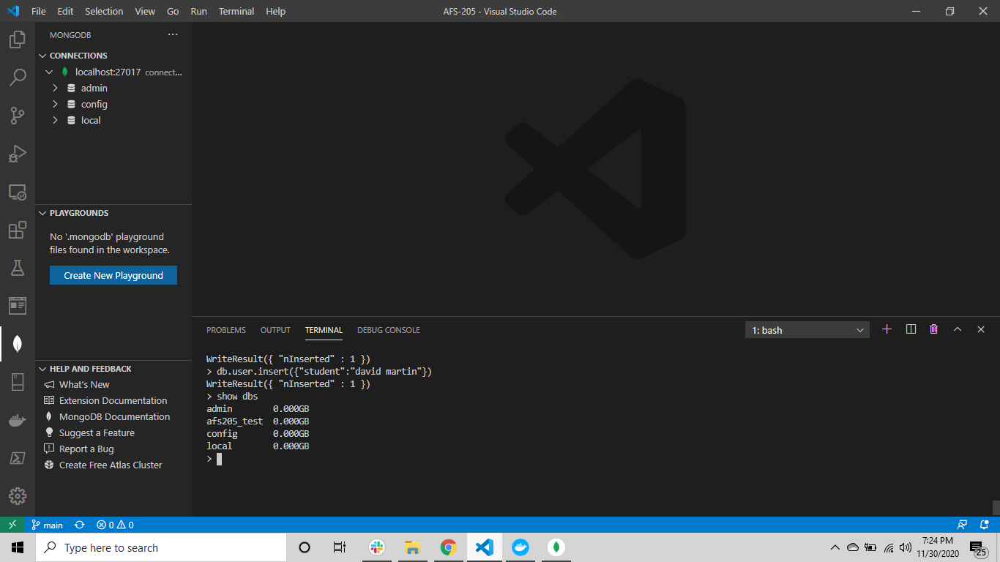 File Edit Selection View Go Run Terminal Help AFS-205 - Visual Studio Code
MONGODB ...
CONNECTIONS
localhost:27017 connect...
admin
config
local
PLAYGROUNDS
No '.mongodb' playground
files found in the workspace.
Create New Playground
HELP AND FEEDBACK
What's New
Extension Documentation
MongoDB Documentation
Suggest a Feature
Report a Bug
Create Free Atlas Cluster
PROBLEMS OUTPUT TERMINAL DEBUG CONSOLE 1: bash
WriteResult({ "nInserted" : 1 })
> db.user.insert({"student":"david martin"})
WriteResult({ "nInserted" : 1 })
> show dbs
admin 0.000GB
afs205_test 0.000GB
config 0.000GB
local 0.000GB
>
main 0 0
Type here to search
7:24 PM
11/30/2020
25